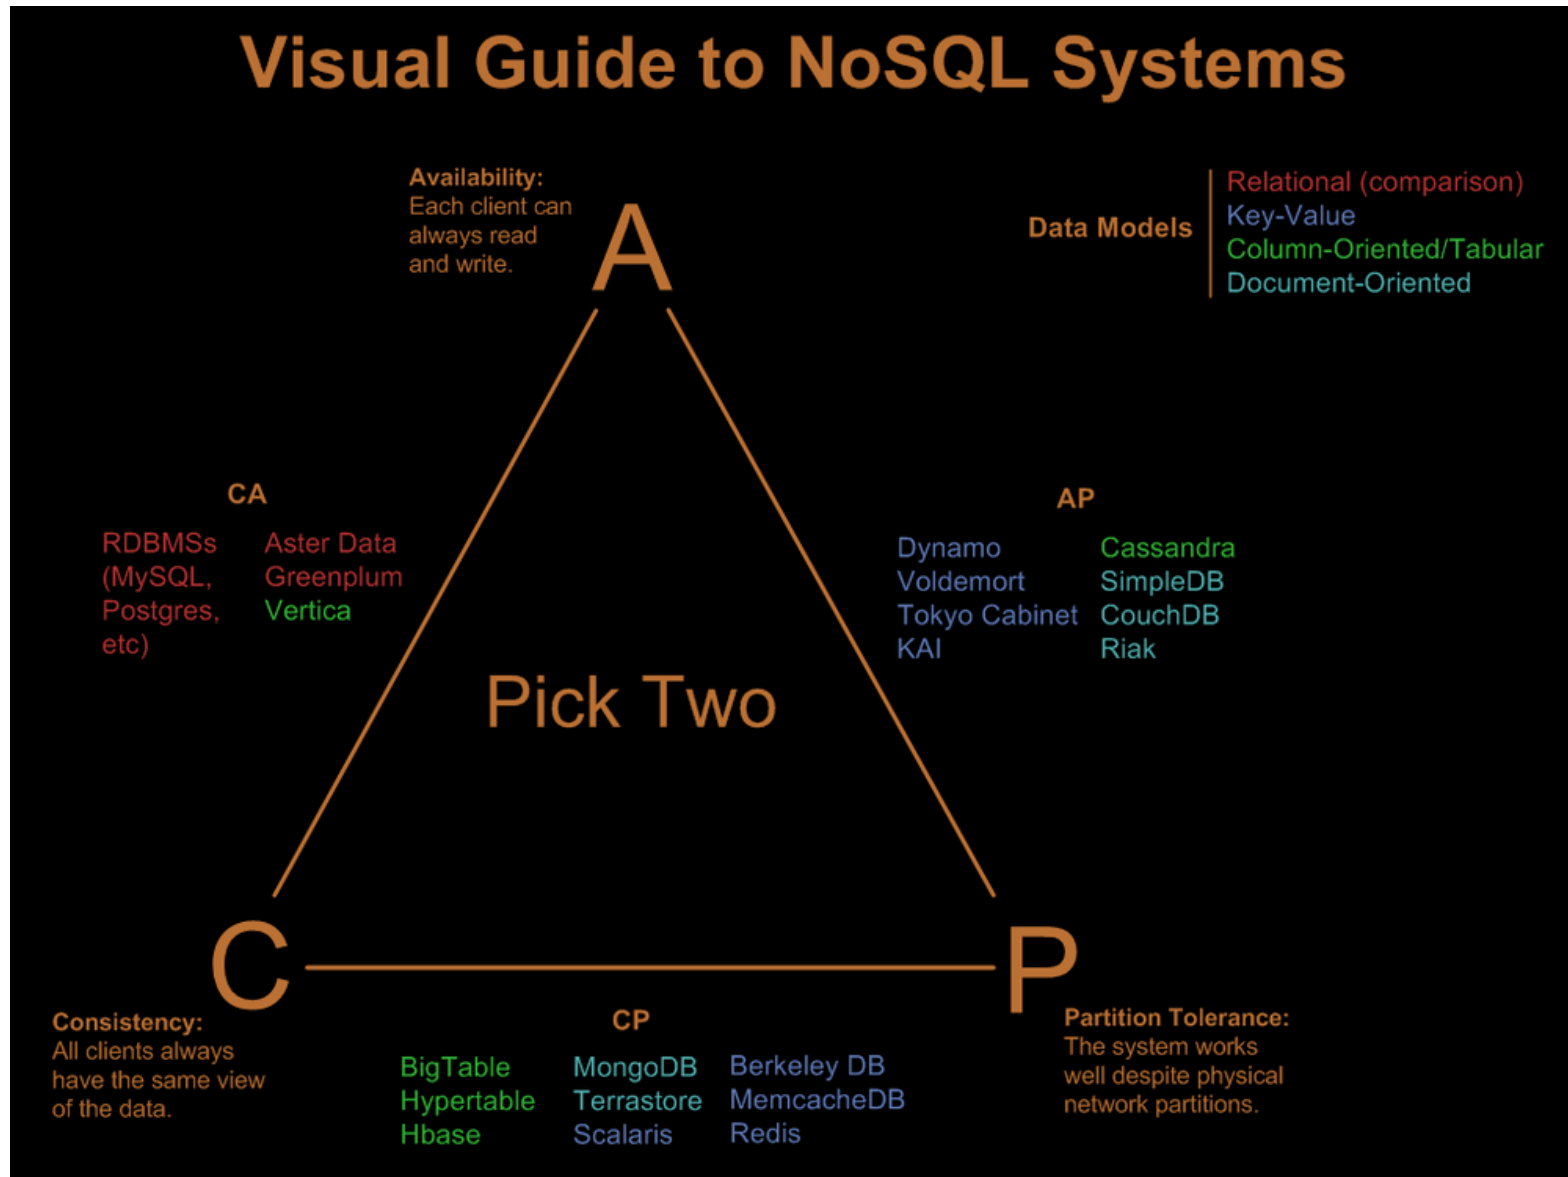 Visual Guide to NoSQL Systems
Availability:
Each client can
always read
and write.
A
Data Models
Relational (comparison)
Key-Value
Column-Oriented/Tabular
Document-Oriented
CA
RDBMSs
(MySQL,
Postgres,
etc)
Aster Data
Greenplum
Vertica
AP
Dynamo
Voldemort
Tokyo Cabinet
KAI
Cassandra
SimpleDB
CouchDB
Riak
Pick Two
C
P
Consistency:
All clients always
have the same view
of the data.
CP
BigTable
Hypertable
Hbase
MongoDB
Terrastore
Scalaris
Berkeley DB
MemcacheDB
Redis
Partition Tolerance:
The system works
well despite physical
network partitions.